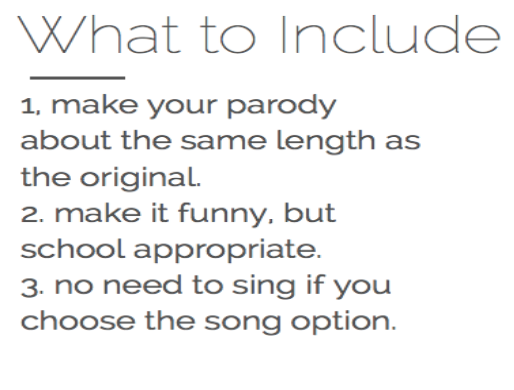 What to Include
1, make your parody
about the same length as
the original.
2. make it funny, but
school appropriate.
3. no need to sing if you
choose the song option.